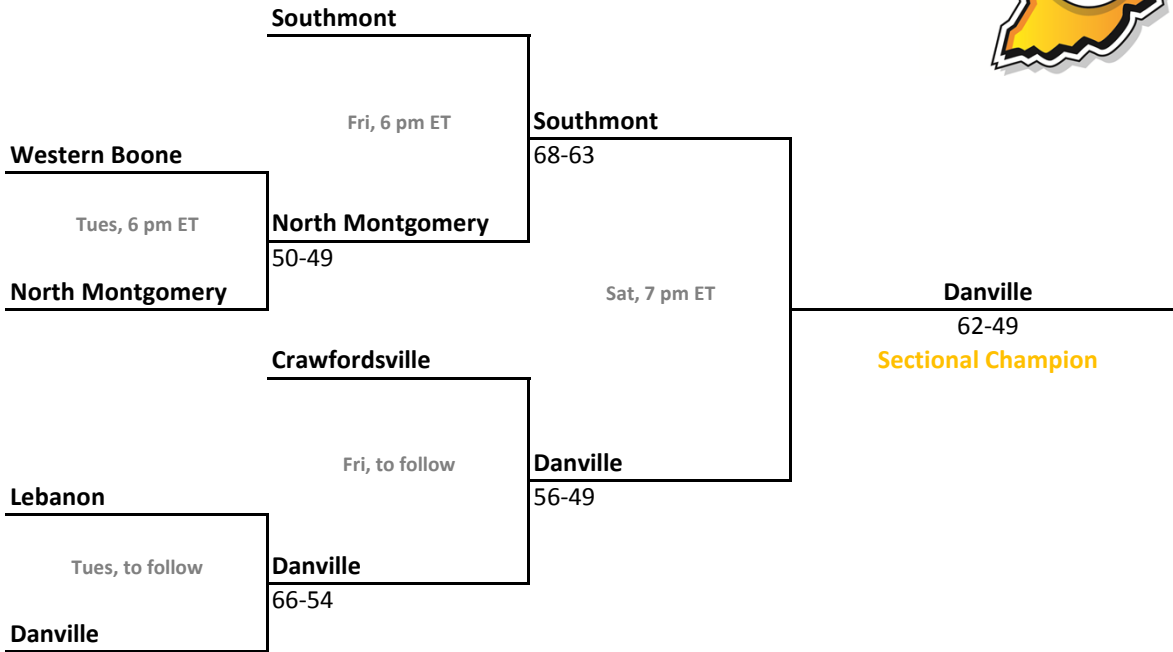 Southmont
Fri, 6 pm ET
Southmont
68-63
Western Boone
Tues, 6 pm ET
North Montgomery
50-49
North Montgomery
Sat, 7 pm ET
Danville
62-49
Sectional Champion
Crawfordsville
Fri, to follow
Danville
56-49
Lebanon
Tues, to follow
Danville
66-54
Danville